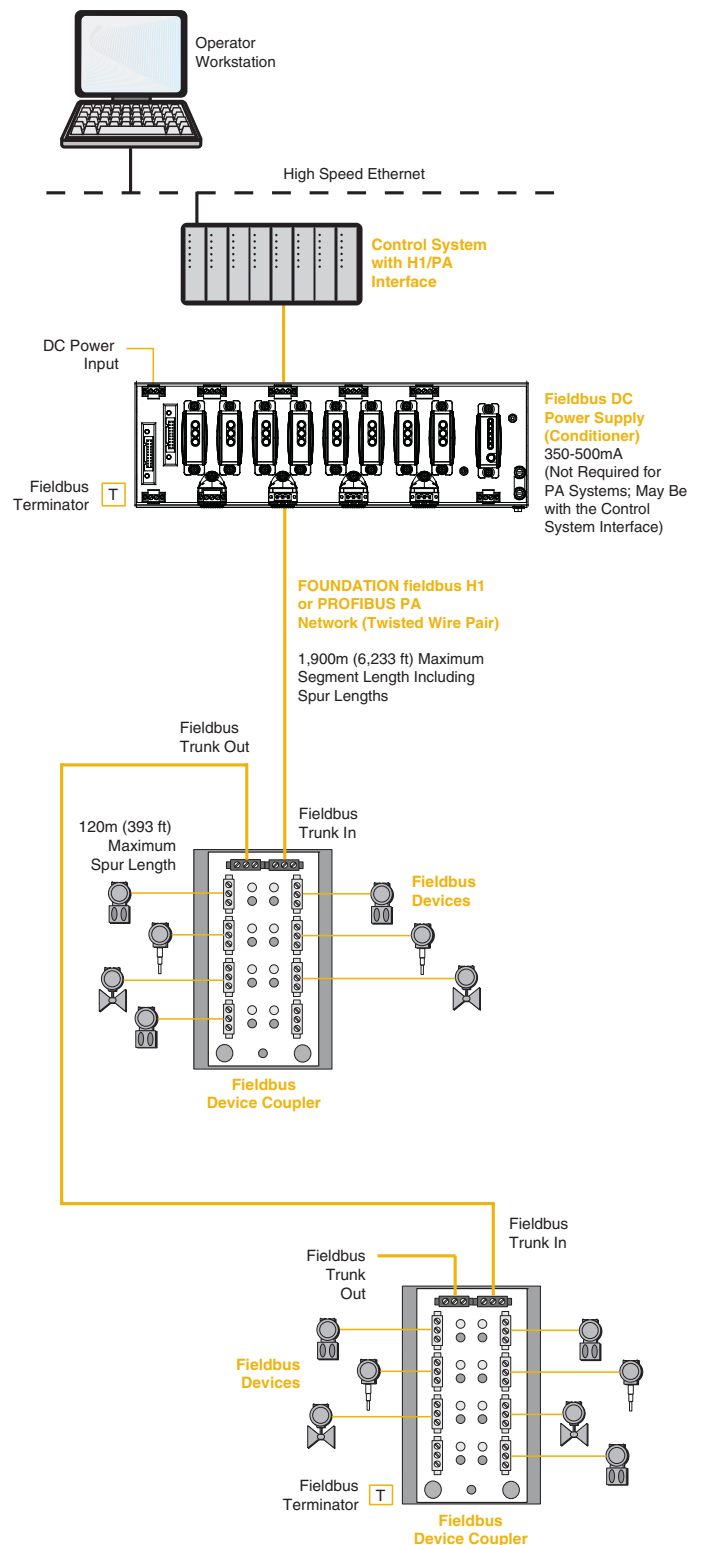 Operator
Workstation
High Speed Ethernet
Control System
with H1/PA
Interface
DC Power
Input
Fieldbus DC
Power Supply
(Conditioner)
350-500mA
(Not Required for
PA Systems; May Be
with the Control
System Interface)
Fieldbus
Terminator
T
FOUNDATION fieldbus H1
or PROFIBUS PA
Network (Twisted Wire Pair)
1,900m (6,233 ft) Maximum
Segment Length Including
Spur Lengths
Fieldbus
Trunk Out
Fieldbus
Trunk In
120m (393 ft)
Maximum
Spur Length
Fieldbus
Devices
Fieldbus
Device Coupler
Fieldbus
Trunk In
Fieldbus
Trunk
Out
Fieldbus
Devices
Fieldbus
Terminator
T
Fieldbus
Device Coupler